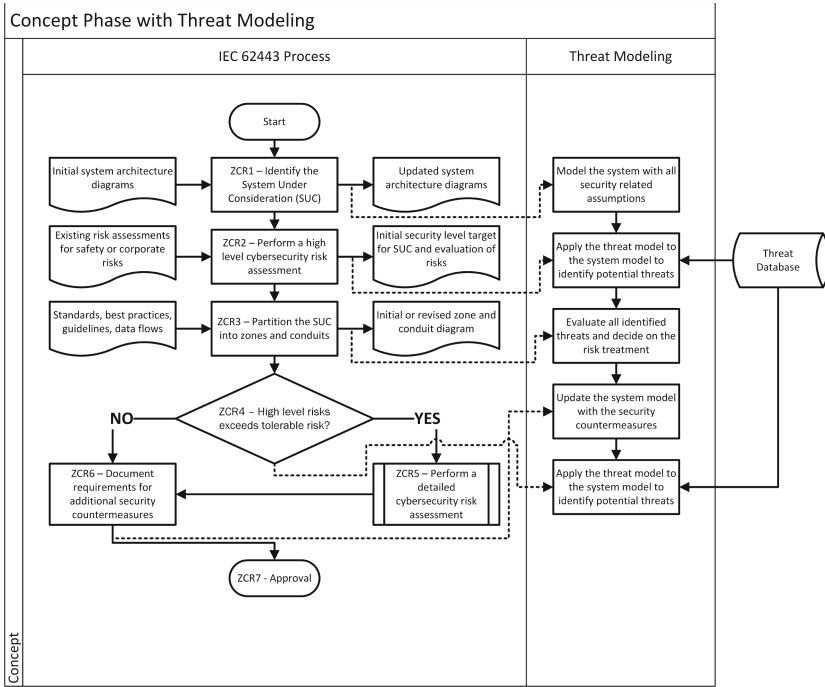 Concept Phase with Threat Modeling
IEC 62443 Process
Threat Modeling
Start
Initial system architecture
diagrams
ZCR1 – Identify the
System Under
Consideration (SUC)
Updated system
architecture diagrams
Model the system with all
security related
assumptions
Existing risk assessments
for safety or corporate
risks
ZCR2 – Perform a high
level cybersecurity risk
assessment
Initial security level target
for SUC and evaluation of
risks
Apply the threat model to
the system model to
identify potential threats
Threat
Database
Standards, best practices,
guidelines, data flows
ZCR3 – Partition the SUC
into zones and conduits
Initial or revised zone and
conduit diagram
Evaluate all identified
threats and decide on the
risk treatment
ZCR4 – High level risks
exceeds tolerable risk?
NO
YES
Update the system model
with the security
countermeasures
ZCR6 – Document
requirements for
additional security
countermeasures
ZCR5 – Perform a
detailed
cybersecurity risk
assessment
Apply the threat model to
the system model to
identify potential threats
ZCR7 - Approval
Concept